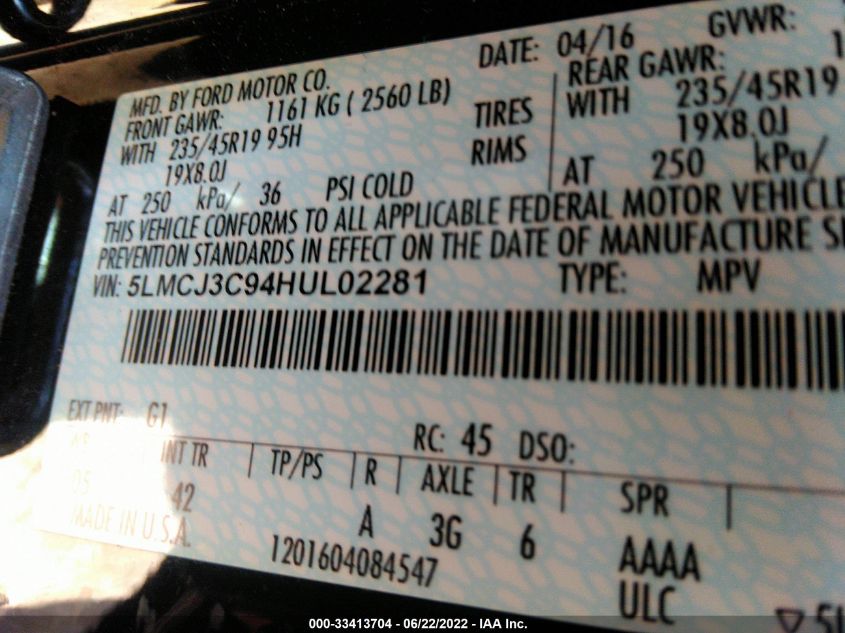 MFD. BY FORD MOTOR CO. DATE: 04/16 GVWR:
FRONT GAWR: 1161 KG ( 2560 LB) REAR GAWR:
WITH 235/45R19 95H TIRES WITH 235/45R19
19X8.0J RIMS 19X8.0J
AT 250 kPa/ 36 PSI COLD AT 250 kPa/
THIS VEHICLE CONFORMS TO ALL APPLICABLE FEDERAL MOTOR VEHICLE
PREVENTION STANDARDS IN EFFECT ON THE DATE OF MANUFACTURE
VIN: 5LMCJ3C94HUL02281 TYPE: MPV
EXT PNT: G1 RC: 45 DSO:
INT TR TP/PS R AXLE TR SPR
42 A 3G 6 AAAA
MADE IN U.S.A. 1201604084547 ULC
000-33413704 - 06/22/2022 - IAA Inc.